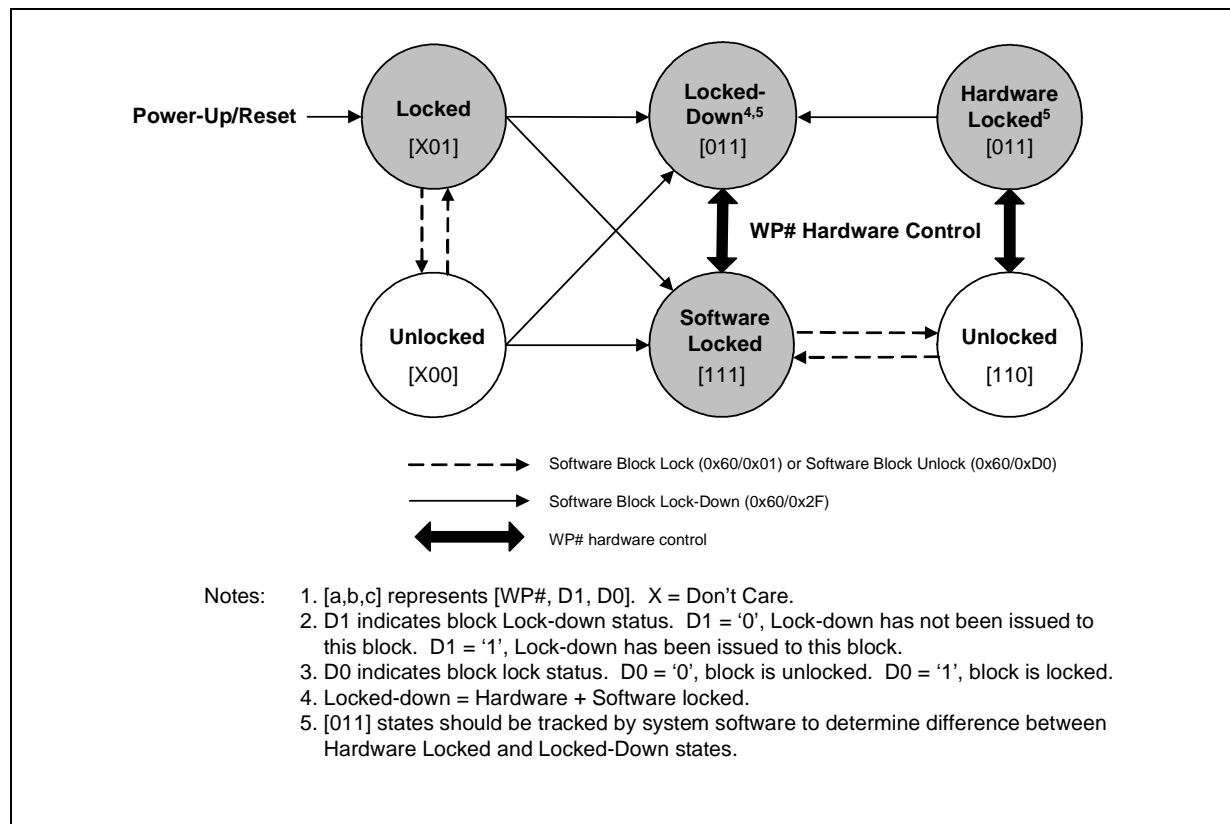 Power-Up/Reset
Locked
[X01]
Locked-
Down4,5
[011]
Hardware
Locked5
[011]
WP# Hardware Control
Unlocked
[X00]
Software
Locked
[111]
Unlocked
[110]
Software Block Lock (0x60/0x01) or Software Block Unlock (0x60/0xD0)
Software Block Lock-Down (0x60/0x2F)
WP# hardware control
Notes: 1. [a,b,c] represents [WP#, D1, D0]. X = Don’t Care.
2. D1 indicates block Lock-down status. D1 = ‘0’, Lock-down has not been issued to
this block. D1 = ‘1’, Lock-down has been issued to this block.
3. D0 indicates block lock status. D0 = ‘0’, block is unlocked. D0 = ‘1’, block is locked.
4. Locked-down = Hardware + Software locked.
5. [011] states should be tracked by system software to determine difference between
Hardware Locked and Locked-Down states.